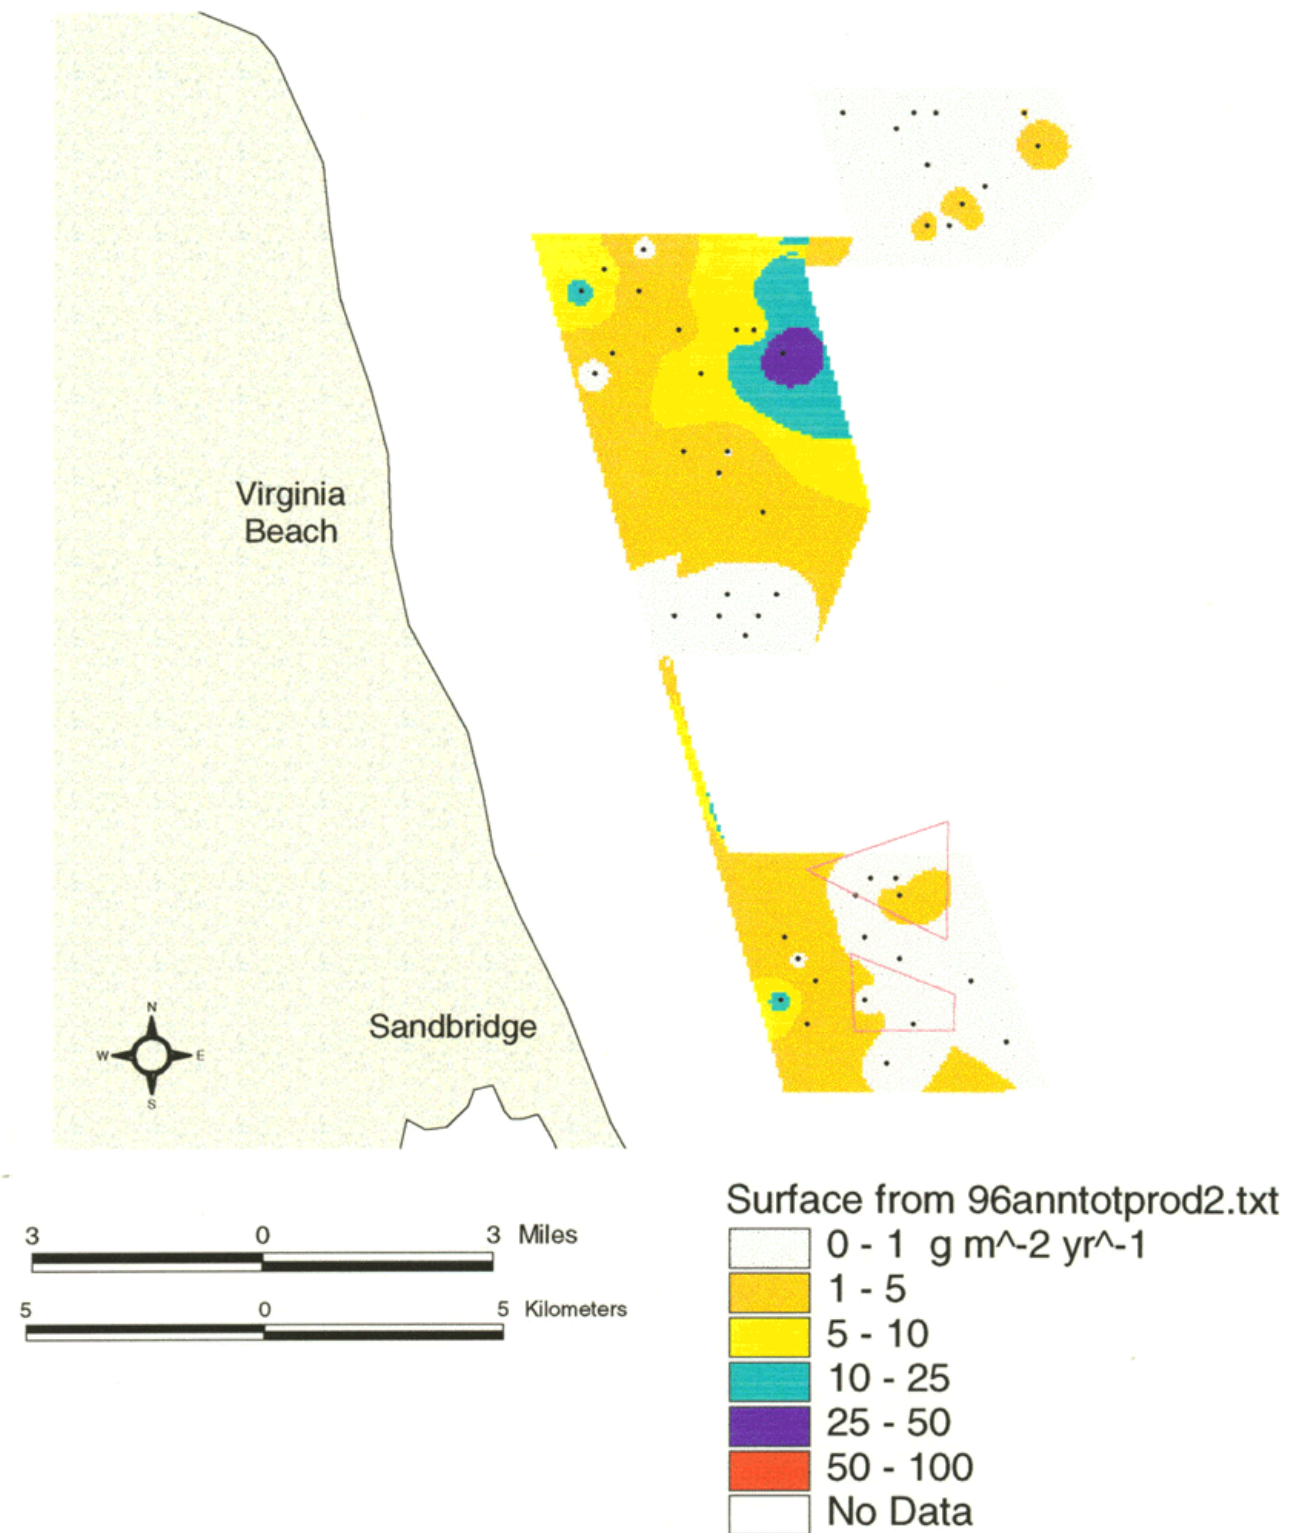 Virginia
Beach
Sandbridge
N
W E
S
3 0 3 Miles
5 0 5 Kilometers
Surface from 96anntotprod2.txt
0 - 1 g m^-2 yr^-1
1 - 5
5 - 10
10 - 25
25 - 50
50 - 100
No Data